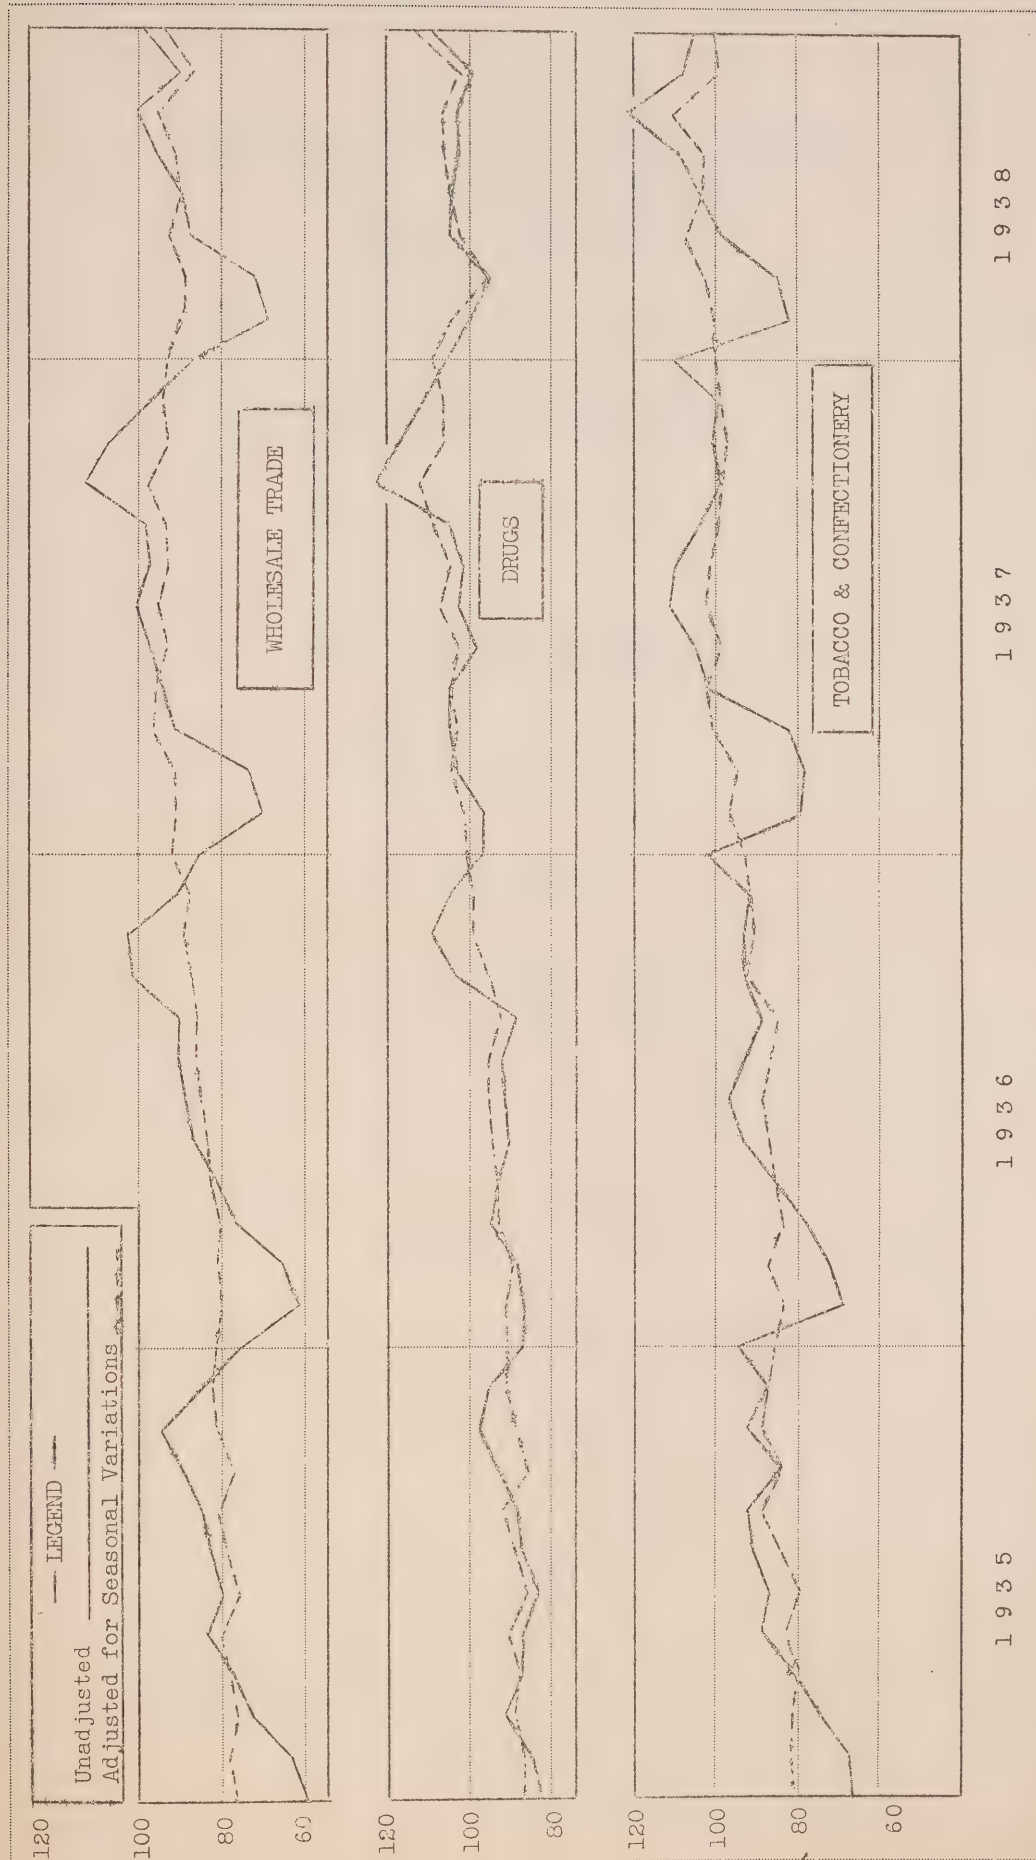 — LEGEND —
Unadjusted
Adjusted for Seasonal Variations
120
100
80
60
WHOLESALE TRADE
120
100
80
DRUGS
120
100
80
60
TOBACCO & CONFECTIONERY
1935
1936
1937
1938